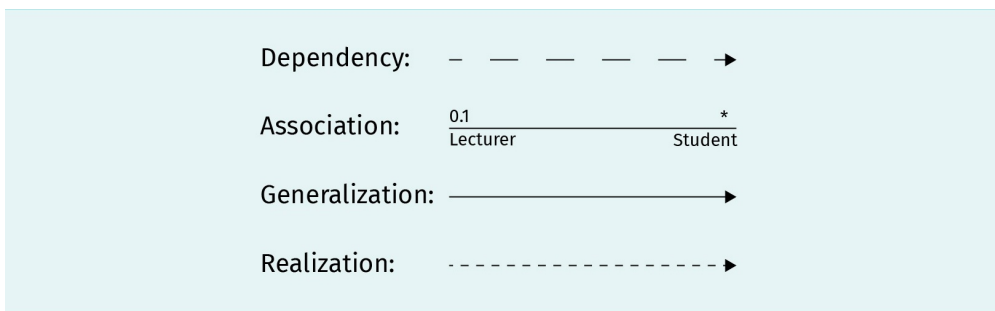 Dependency:
Association:
0.1
*
Lecturer
Student
Generalization:
Realization: